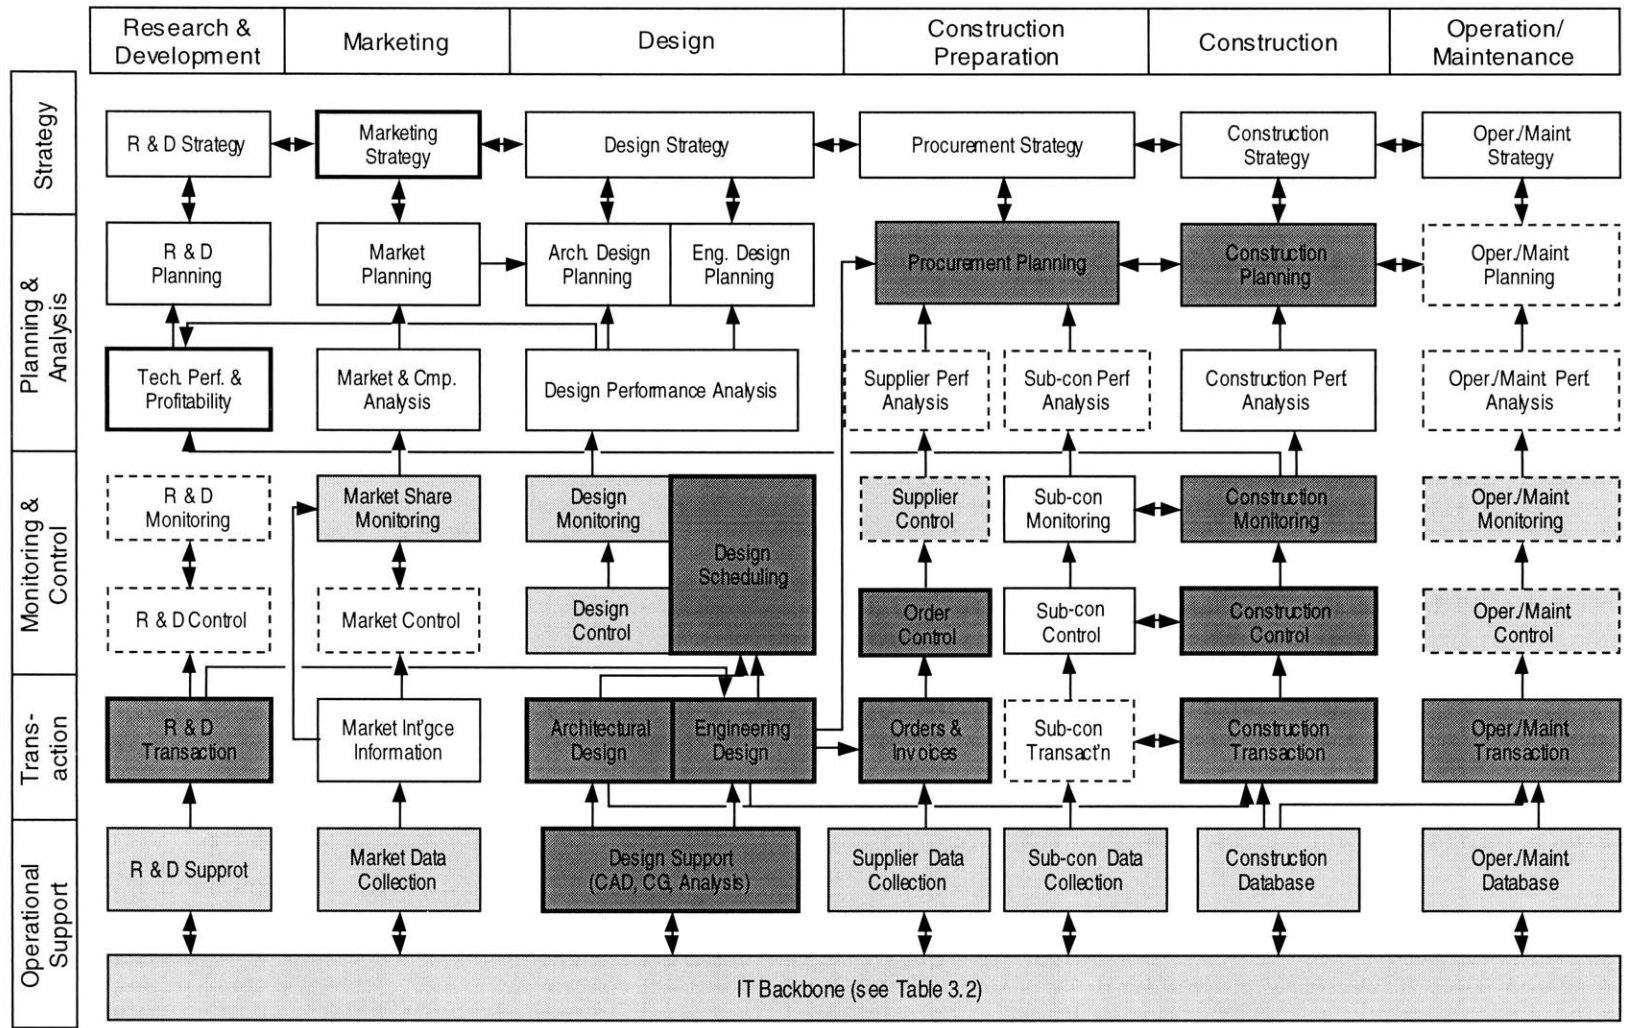 Research &
Development
Marketing
Design
Construction
Preparation
Construction
Operation/
Maintenance
Strategy
R & D Strategy
Marketing
Strategy
Design Strategy
Procurement Strategy
Construction
Strategy
Oper./Maint
Strategy
Planning &
Analysis
R & D
Planning
Market
Planning
Arch. Design
Planning
Eng. Design
Planning
Procurement Planning
Construction
Planning
Oper./Maint
Planning
Tech. Perf. &
Profitability
Market & Cmp.
Analysis
Design Performance Analysis
Supplier Perf
Analysis
Sub-con Perf
Analysis
Construction Perf.
Analysis
Oper./Maint. Perf.
Analysis
Monitoring &
Control
R & D
Monitoring
Market Share
Monitoring
Design
Monitoring
Design
Scheduling
Supplier
Control
Sub-con
Monitoring
Construction
Monitoring
Oper./Maint
Monitoring
R & D Control
Market Control
Design
Control
Order
Control
Sub-con
Control
Construction
Control
Oper./Maint
Control
Trans-
action
R & D
Transaction
Market Int'gce
Information
Architectural
Design
Engineering
Design
Orders &
Invoices
Sub-con
Transact'n
Construction
Transaction
Oper./Maint
Transaction
Operational
Support
R & D Supprot
Market Data
Collection
Design Support
(CAD, CG, Analysis)
Supplier Data
Collection
Sub-con Data
Collection
Construction
Database
Oper./Maint
Database
IT Backbone (see Table 3.2)